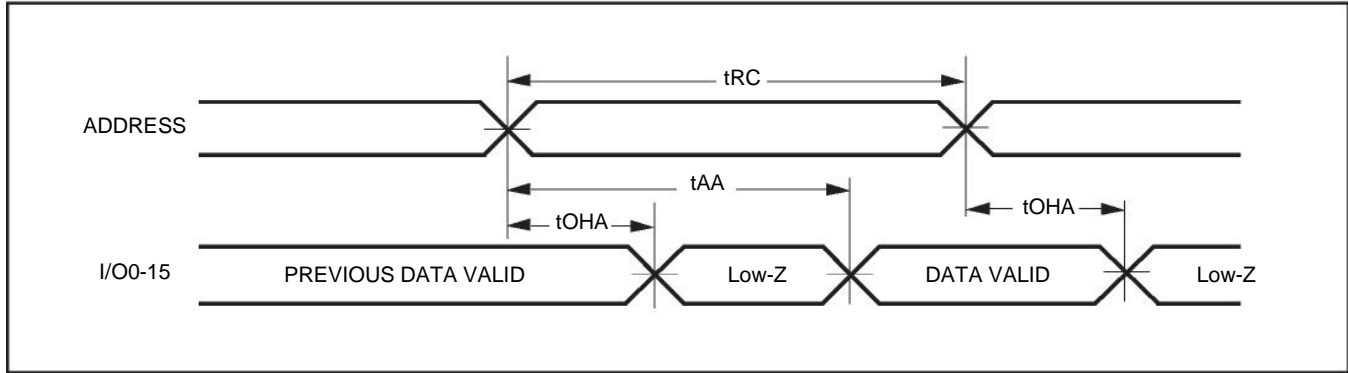 tRC
ADDRESS
tAA
tOHA
tOHA
I/O0-15
PREVIOUS DATA VALID
Low-Z
DATA VALID
Low-Z